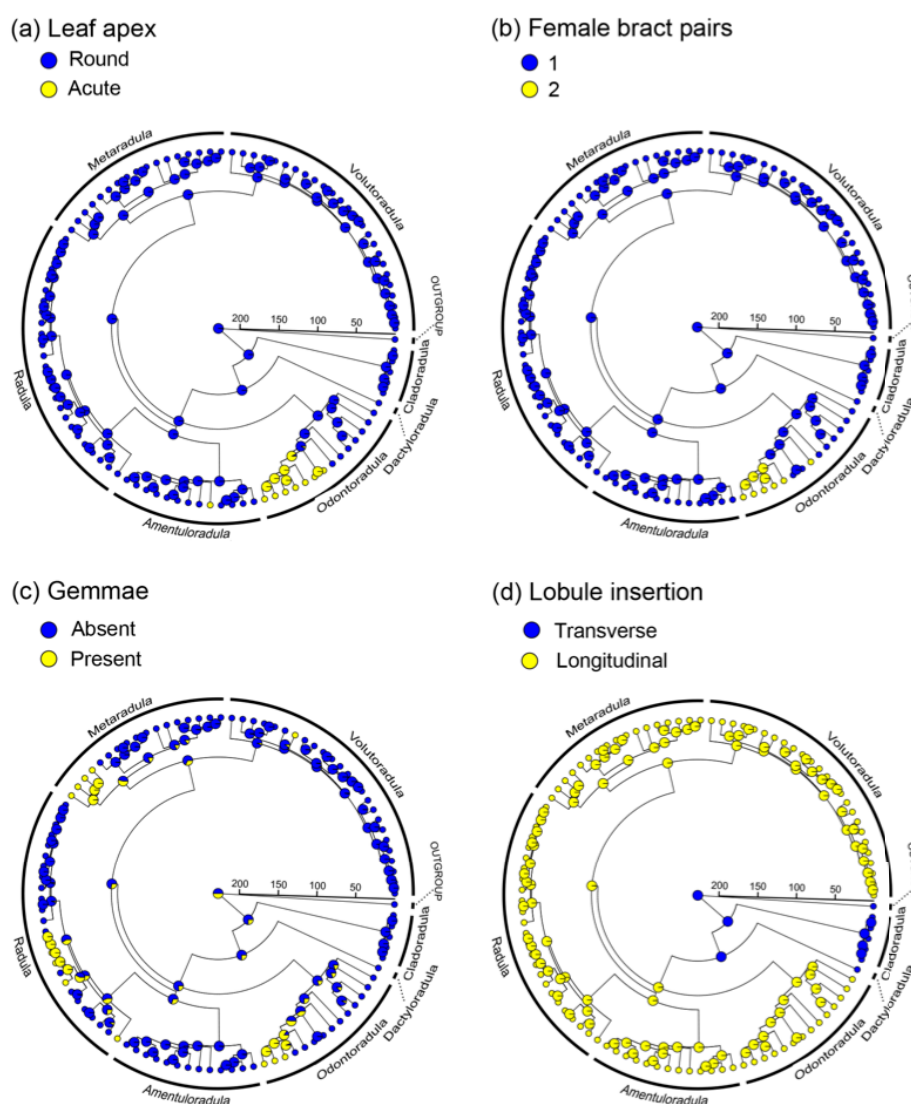 (a) Leaf apex
Round
Acute
Metaradula
Volutoradula
OUTGROUP
Cladoradula
Dactyloradula
Odontoradula
Amentuloradula
Radula
200 150 100 50
(b) Female bract pairs
1
2
Metaradula
Volutoradula
Cladoradula
Dactyloradula
Odontoradula
Amentuloradula
Radula
200 150 100 50
(c) Gemmae
Absent
Present
Metaradula
Volutoradula
OUTGROUP
Cladoradula
Dactyloradula
Odontoradula
Amentuloradula
Radula
200 150 100 50
(d) Lobule insertion
Transverse
Longitudinal
Metaradula
Volutoradula
Cladoradula
Dactyloradula
Odontoradula
Amentuloradula
Radula
200 150 100 50